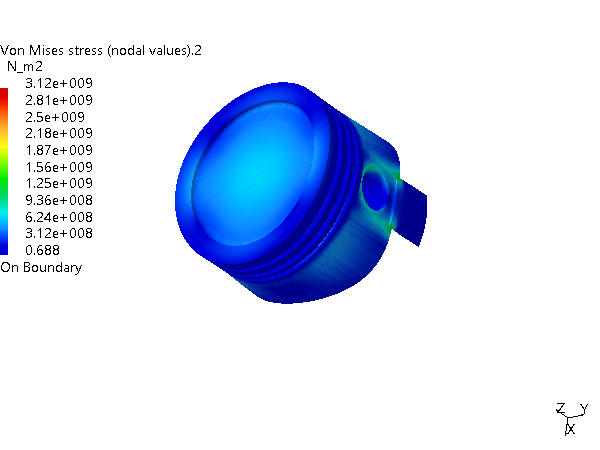 Von Mises stress (nodal values).2
N_m2
3.12e+009
2.81e+009
2.5e+009
2.18e+009
1.87e+009
1.56e+009
1.25e+009
9.36e+008
6.24e+008
3.12e+008
0.688
On Boundary
Z Y
X